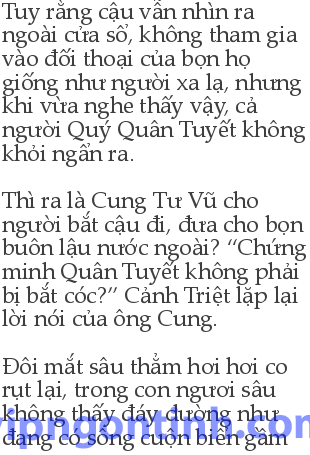 Tuy rằng cậu vẫn nhìn ra
ngoài cửa sổ, không tham gia
vào đối thoại của bọn họ
giống như người xa lạ, nhưng
khi vừa nghe thấy vậy, cả
người Quý Quân Tuyết không
khỏi ngẩn ra.

Thì ra là Cung Tư Vũ cho
người bắt cậu đi, đưa cho bọn
buôn lậu nước ngoài? “Chứng
minh Quân Tuyết không phải
bị bắt cóc?” Cảnh Triệt lặp lại
lời nói của ông Cung.

Đôi mắt sâu thẳm hơi hơi co
rụt lại, trong con ngươi sâu
không thấy đáy dường như
vipngontinh.com
đang có sóng cuộn biển gầm